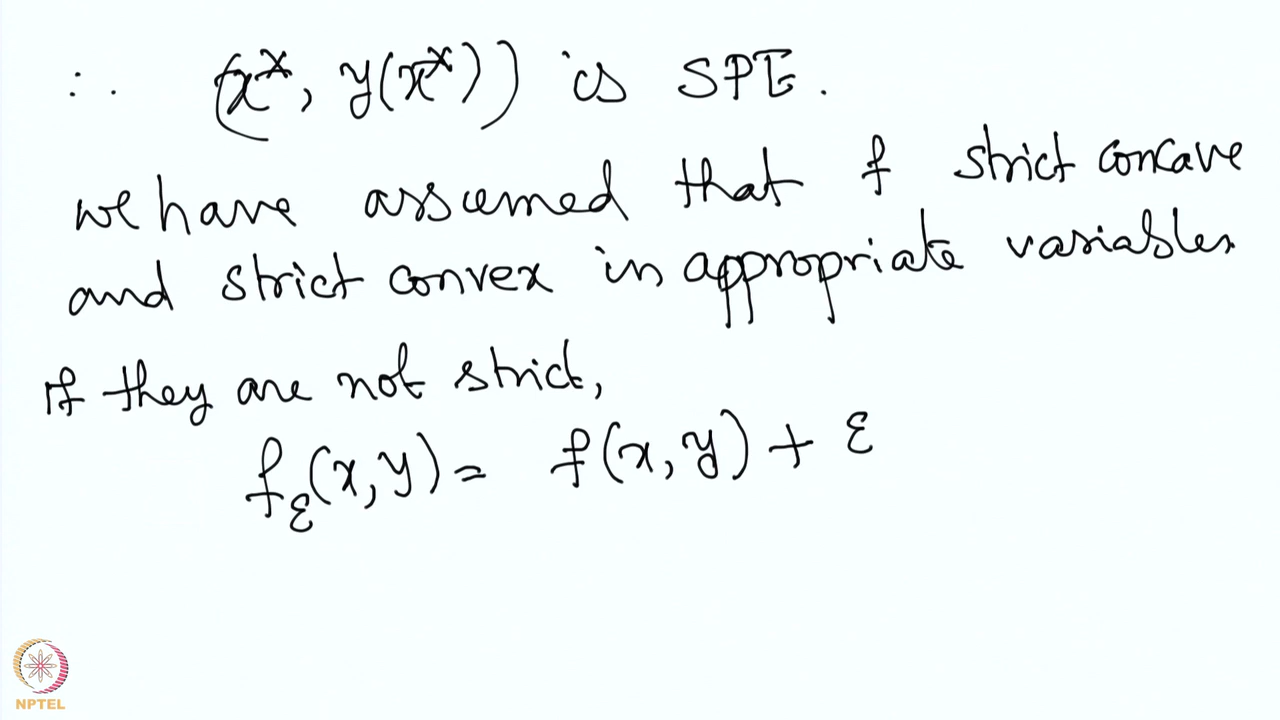 ∴ (x*, y(x*)) is SPE.
we have assumed that f strict concave
and strict convex in appropriate variables
If they are not strict,
f_ε(x,y) = f(x,y) + ε
NPTEL